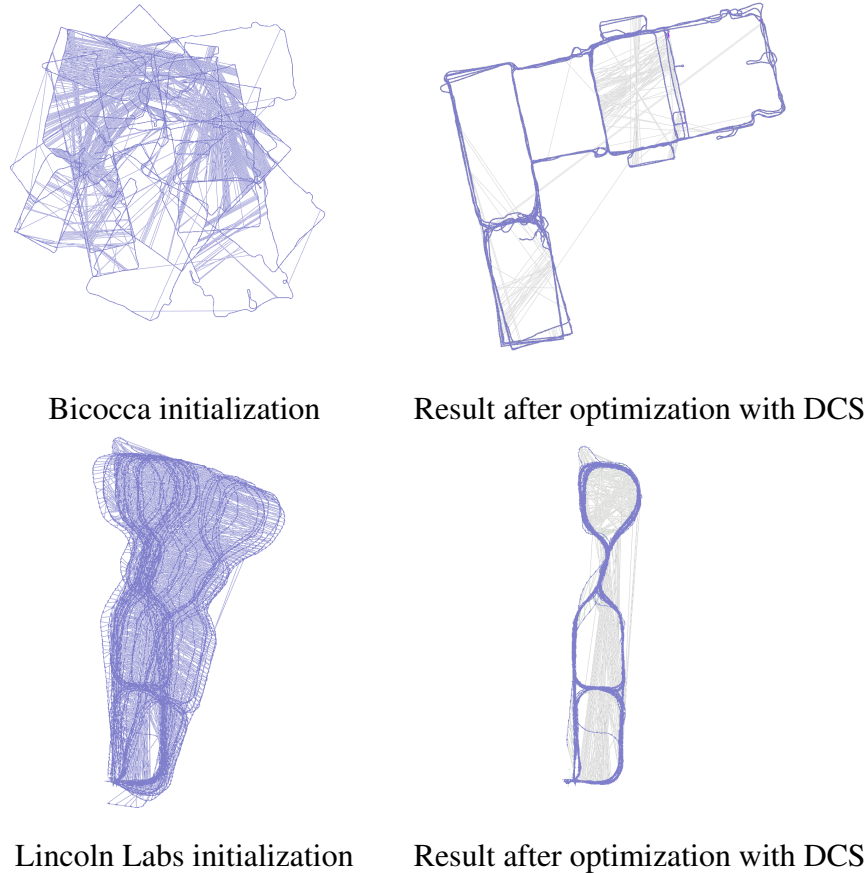 Bicocca initialization
Result after optimization with DCS
Lincoln Labs initialization
Result after optimization with DCS